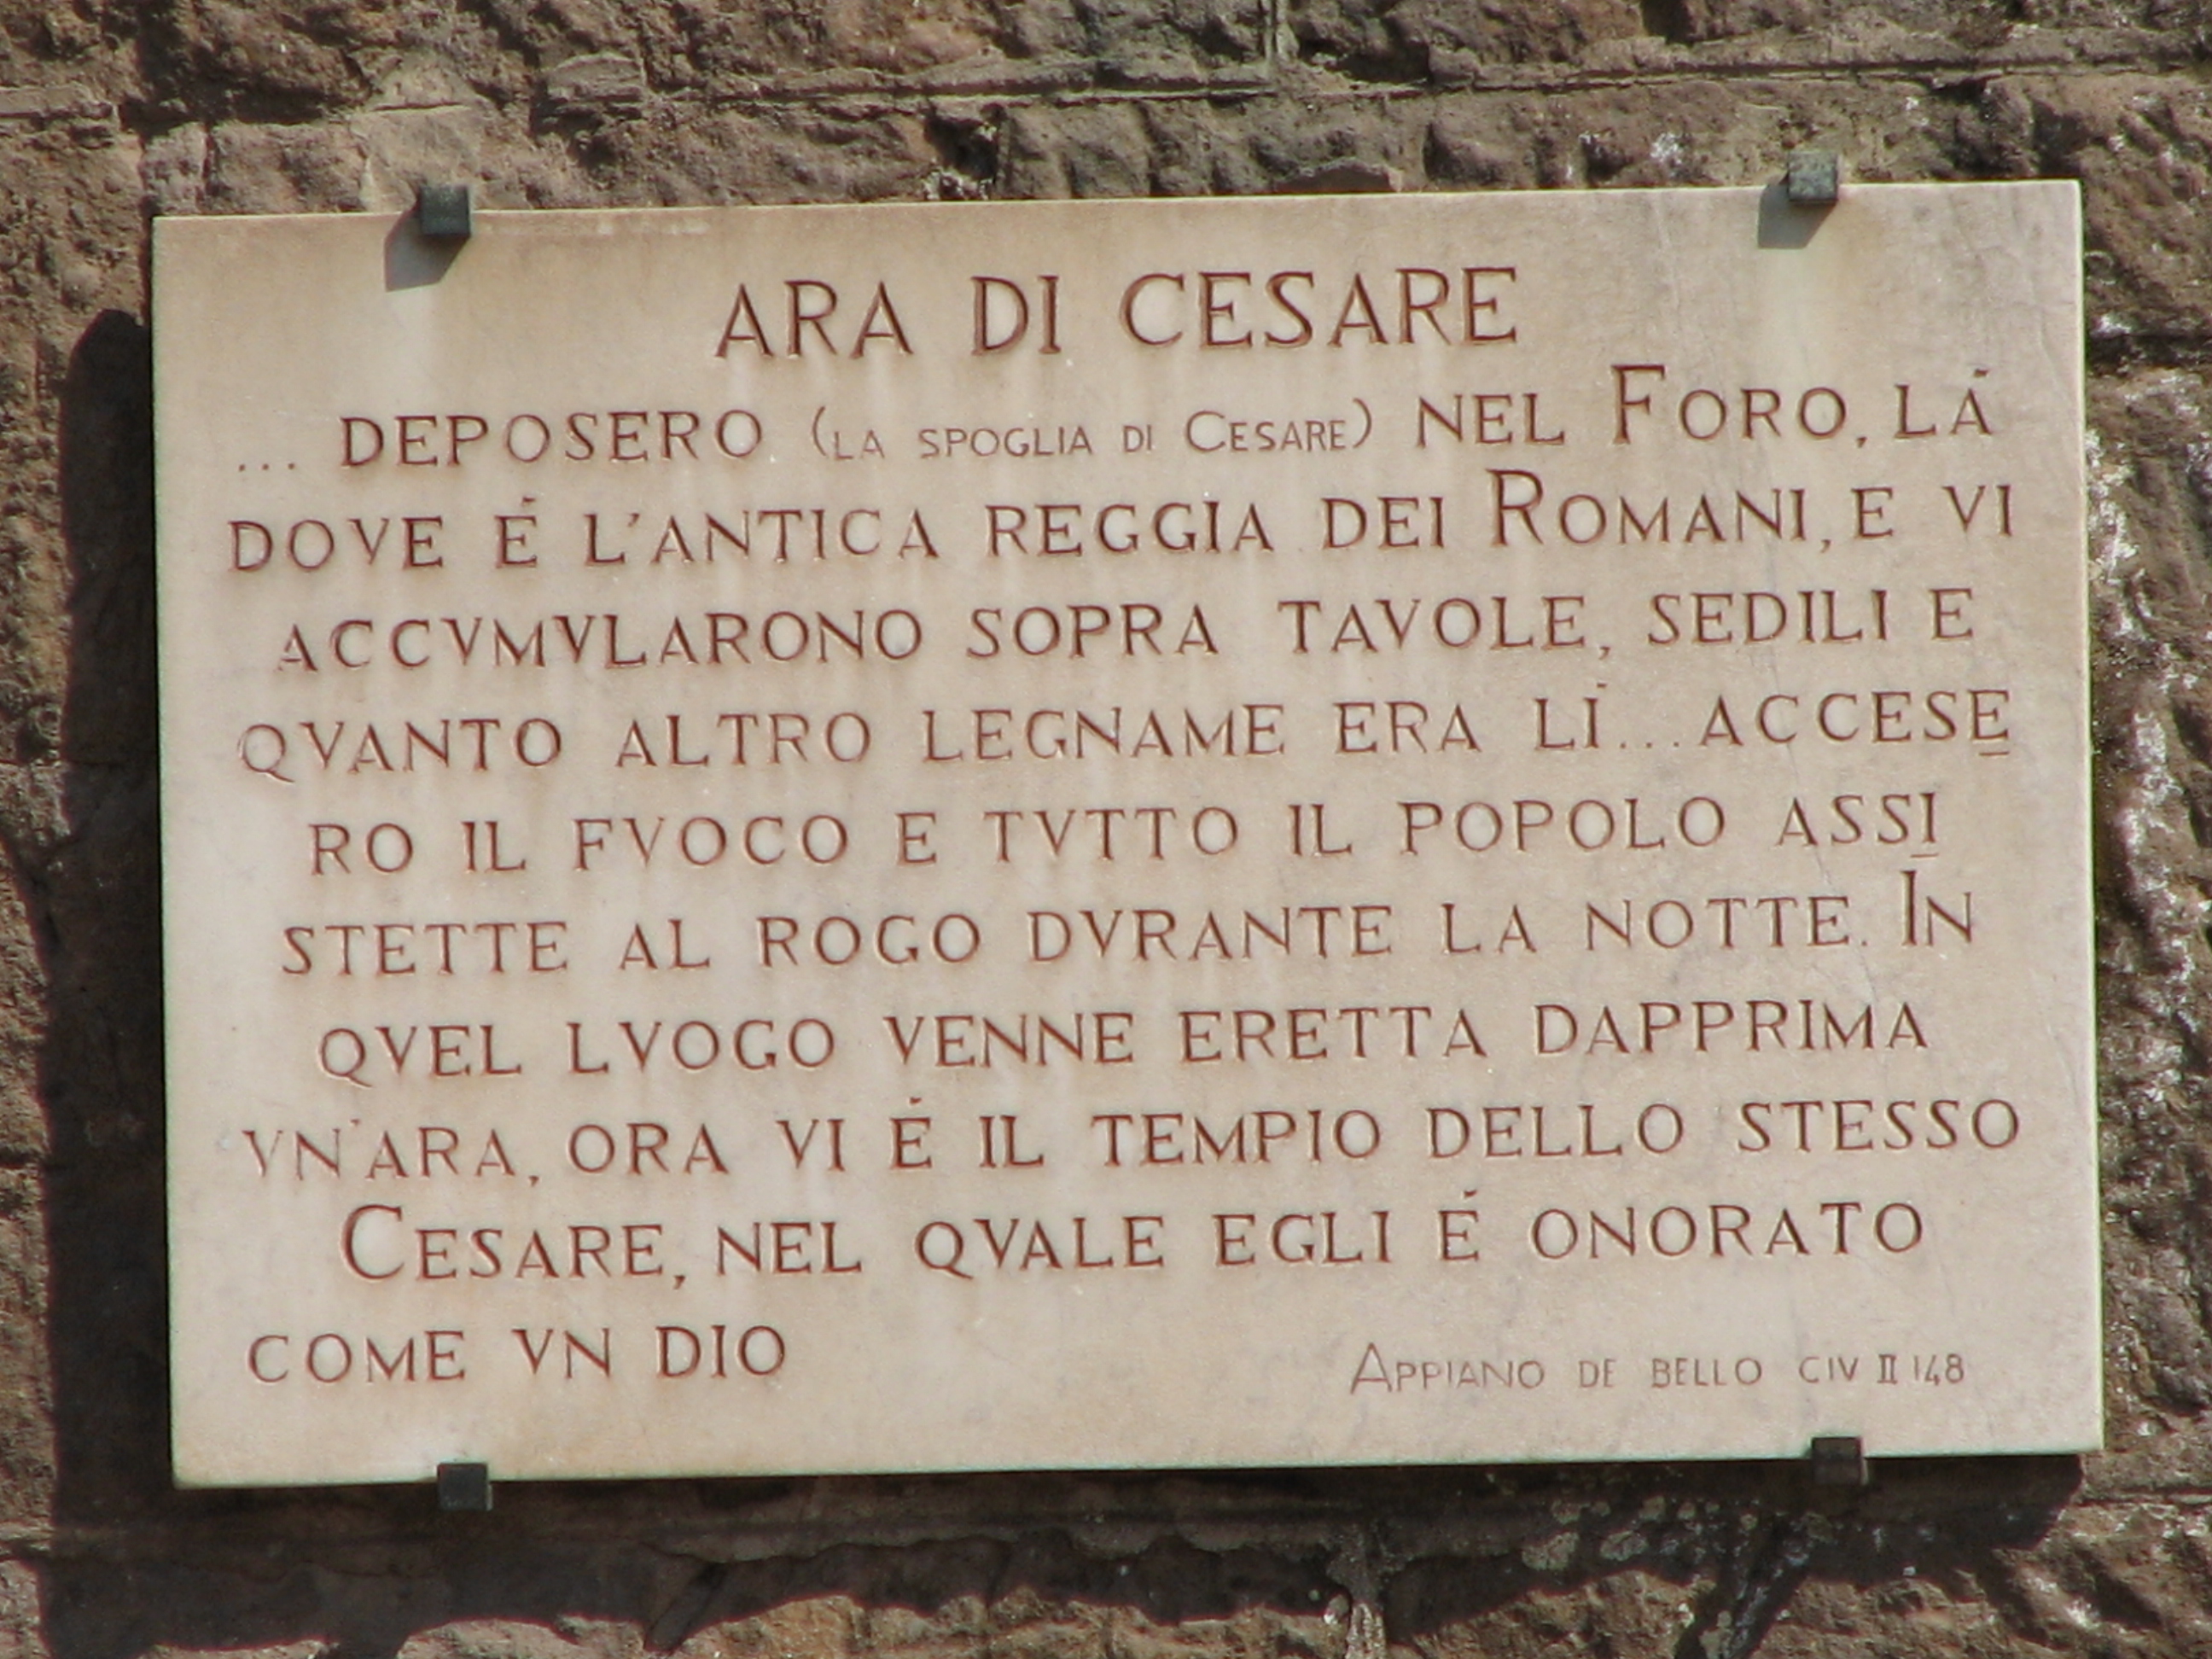 ARA DI CESARE
... DEPOSERO (LA SPOGLIA DI CESARE) NEL FORO, LÀ
DOVE È L'ANTICA REGGIA DEI ROMANI, E VI
ACCVMVLARONO SOPRA TAVOLE, SEDILI E
QVANTO ALTRO LEGNAME ERA LÌ... ACCESE
RO IL FVOCO E TVTTO IL POPOLO ASSI
STETTE AL ROGO DVRANTE LA NOTTE. IN
QVEL LVOGO VENNE ERETTA DAPPRIMA
VN'ARA, ORA VI È IL TEMPIO DELLO STESSO
CESARE, NEL QVALE EGLI È ONORATO
COME VN DIO
APPIANO DE BELLO CIV II 148